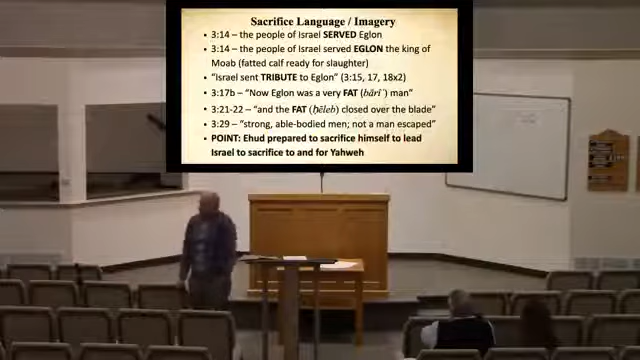 Sacrifice Language / Imagery
• 3:14 – the people of Israel SERVED Eglon
• 3:14 – the people of Israel served EGLON the king of
Moab (fatted calf ready for slaughter)
• "Israel sent TRIBUTE to Eglon" (3:15, 17, 18x2)
• 3:17b – "Now Eglon was a very FAT (bārîʾ) man"
• 3:21-22 – "and the FAT (ḥēleb) closed over the blade"
• 3:29 – "strong, able-bodied men; not a man escaped"
• POINT: Ehud prepared to sacrifice himself to lead
Israel to sacrifice to and for Yahweh